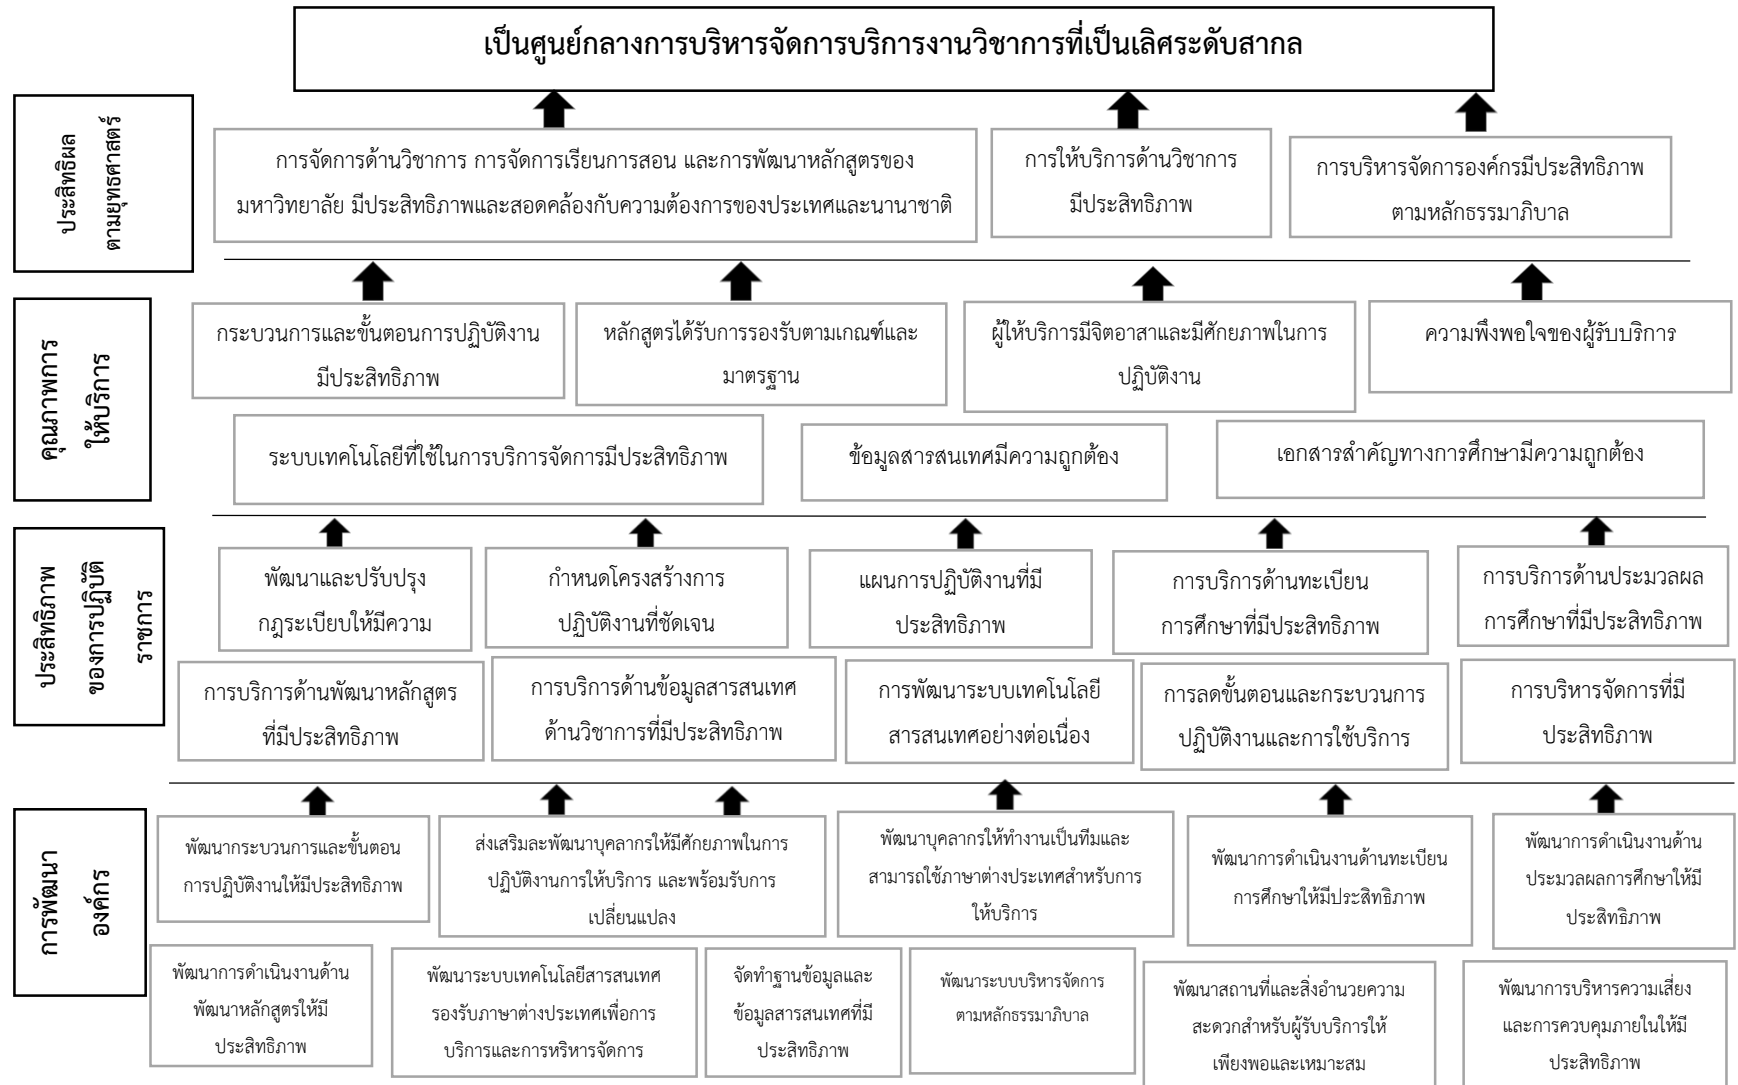 เป็นศูนย์กลางการบริหารจัดการบริการงานวิชาการที่เป็นเลิศระดับสากล
ประสิทธิผล
ตามยุทธศาสตร์
การจัดการด้านวิชาการ การจัดการเรียนการสอน และการพัฒนาหลักสูตรของ
มหาวิทยาลัย มีประสิทธิภาพและสอดคล้องกับความต้องการของประเทศและนานาชาติ
การให้บริการด้านวิชาการ
มีประสิทธิภาพ
การบริหารจัดการองค์กรมีประสิทธิภาพ
ตามหลักธรรมาภิบาล
คุณภาพการ
ให้บริการ
กระบวนการและขั้นตอนการปฏิบัติงาน
มีประสิทธิภาพ
หลักสูตรได้รับการรองรับตามเกณฑ์และ
มาตรฐาน
ผู้ให้บริการมีจิตอาสาและมีศักยภาพในการ
ปฏิบัติงาน
ความพึงพอใจของผู้รับบริการ
ระบบเทคโนโลยีที่ใช้ในการบริการจัดการมีประสิทธิภาพ
ข้อมูลสารสนเทศมีความถูกต้อง
เอกสารสำคัญทางการศึกษามีความถูกต้อง
ประสิทธิภาพ
ของการปฏิบัติ
ราชการ
พัฒนาและปรับปรุง
กฎระเบียบให้มีความ
กำหนดโครงสร้างการ
ปฏิบัติงานที่ชัดเจน
แผนการปฏิบัติงานที่มี
ประสิทธิภาพ
การบริการด้านทะเบียน
การศึกษาที่มีประสิทธิภาพ
การบริการด้านประมวลผล
การศึกษาที่มีประสิทธิภาพ
การบริการด้านพัฒนาหลักสูตร
ที่มีประสิทธิภาพ
การบริการด้านข้อมูลสารสนเทศ
ด้านวิชาการที่มีประสิทธิภาพ
การพัฒนาระบบเทคโนโลยี
สารสนเทศอย่างต่อเนื่อง
การลดขั้นตอนและกระบวนการ
ปฏิบัติงานและการใช้บริการ
การบริหารจัดการที่มี
ประสิทธิภาพ
การพัฒนา
องค์กร
พัฒนากระบวนการและขั้นตอน
การปฏิบัติงานให้มีประสิทธิภาพ
ส่งเสริมละพัฒนาบุคลากรให้มีศักยภาพในการ
ปฏิบัติงานการให้บริการ และพร้อมรับการ
เปลี่ยนแปลง
พัฒนาบุคลากรให้ทำงานเป็นทีมและ
สามารถใช้ภาษาต่างประเทศสำหรับการ
ให้บริการ
พัฒนาการดำเนินงานด้านทะเบียน
การศึกษาให้มีประสิทธิภาพ
พัฒนาการดำเนินงานด้าน
ประมวลผลการศึกษาให้มี
ประสิทธิภาพ
พัฒนาการดำเนินงานด้าน
พัฒนาหลักสูตรให้มี
ประสิทธิภาพ
พัฒนาระบบเทคโนโลยีสารสนเทศ
รองรับภาษาต่างประเทศเพื่อการ
บริการและการหริหารจัดการ
จัดทำฐานข้อมูลและ
ข้อมูลสารสนเทศที่มี
ประสิทธิภาพ
พัฒนาระบบบริหารจัดการ
ตามหลักธรรมาภิบาล
พัฒนาสถานที่และสิ่งอำนวยความ
สะดวกสำหรับผู้รับบริการให้
เพียงพอและเหมาะสม
พัฒนาการบริหารความเสี่ยง
และการควบคุมภายในให้มี
ประสิทธิภาพ